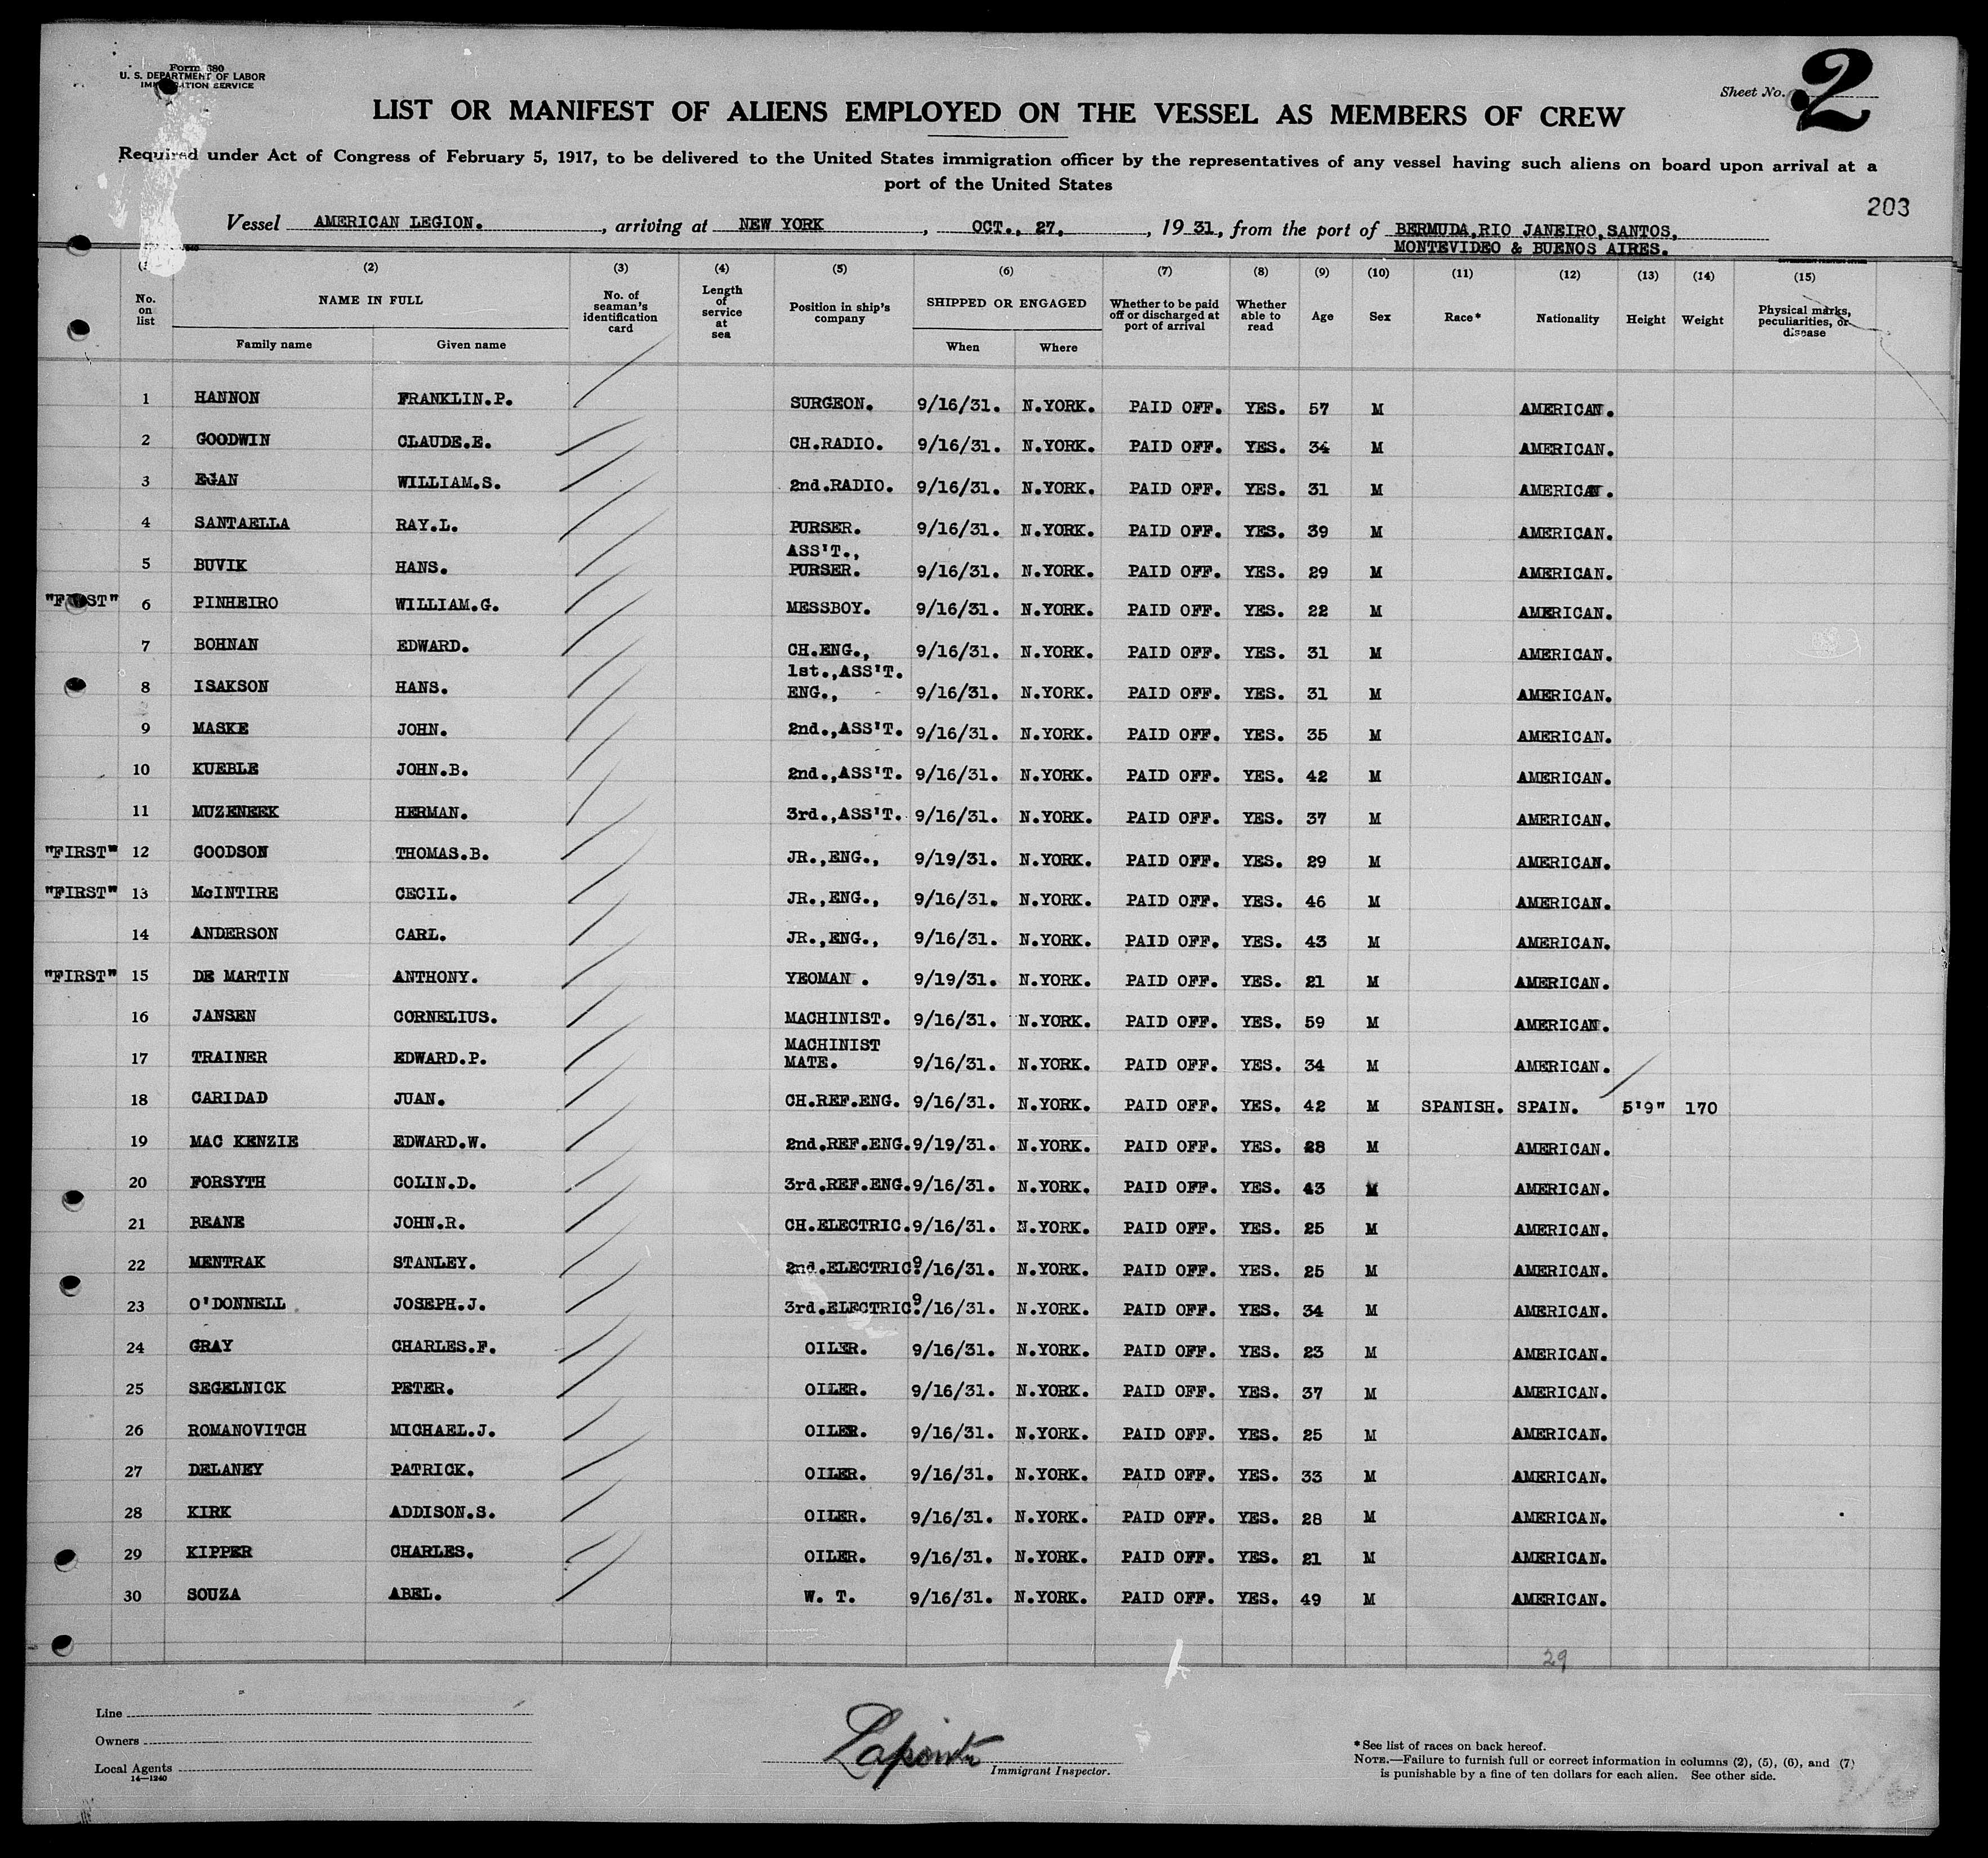 Form 680
U. S. DEPARTMENT OF LABOR
IMMIGRATION SERVICE
Sheet No. 2
LIST OR MANIFEST OF ALIENS EMPLOYED ON THE VESSEL AS MEMBERS OF CREW
Required under Act of Congress of February 5, 1917, to be delivered to the United States immigration officer by the representatives of any vessel having such aliens on board upon arrival at a
port of the United States
203
Vessel AMERICAN LEGION. , arriving at NEW YORK , OCT., 27, , 19 31, from the port of BERMUDA,RIO JANEIRO,SANTOS,
MONTEVIDEO & BUENOS AIRES.
(2) (3) (4) (5) (6) (7) (8) (9) (10) (11) (12) (13) (14) (15)
No. on list NAME IN FULL Family name Given name No. of seaman's identification card Length of service at sea Position in ship's company SHIPPED OR ENGAGED When Where Whether to be paid off or discharged at port of arrival Whether able to read Age Sex Race* Nationality Height Weight Physical marks, peculiarities, or disease
1 HANNON FRANKLIN.P. SURGEON. 9/16/31. N.YORK. PAID OFF. YES. 57 M AMERICAN.
2 GOODWIN CLAUDE.E. CH.RADIO. 9/16/31. N.YORK. PAID OFF. YES. 34 M AMERICAN.
3 EGAN WILLIAM.S. 2nd.RADIO. 9/16/31. N.YORK. PAID OFF. YES. 31 M AMERICAN.
4 SANTAELLA RAY.L. PURSER. 9/16/31. N.YORK. PAID OFF. YES. 39 M AMERICAN.
5 BUVIK HANS. ASS'T., PURSER. 9/16/31. N.YORK. PAID OFF. YES. 29 M AMERICAN.
"FIRST" 6 PINHEIRO WILLIAM.G. MESSBOY. 9/16/31. N.YORK. PAID OFF. YES. 22 M AMERICAN.
7 BOHNAN EDWARD. CH.ENG., 9/16/31. N.YORK. PAID OFF. YES. 31 M AMERICAN.
8 ISAKSON HANS. 1st.,ASS'T. ENG., 9/16/31. N.YORK. PAID OFF. YES. 31 M AMERICAN.
9 MASKE JOHN. 2nd.,ASS'T. 9/16/31. N.YORK. PAID OFF. YES. 35 M AMERICAN.
10 KUEBLE JOHN.B. 2nd.,ASS'T. 9/16/31. N.YORK. PAID OFF. YES. 42 M AMERICAN.
11 MUZENEEK HERMAN. 3rd.,ASS'T. 9/16/31. N.YORK. PAID OFF. YES. 37 M AMERICAN.
"FIRST" 12 GOODSON THOMAS.B. JR.,ENG., 9/19/31. N.YORK. PAID OFF. YES. 29 M AMERICAN.
"FIRST" 13 McINTIRE CECIL. JR.,ENG., 9/16/31. N.YORK. PAID OFF. YES. 46 M AMERICAN.
14 ANDERSON CARL. JR.,ENG., 9/16/31. N.YORK. PAID OFF. YES. 43 M AMERICAN.
"FIRST" 15 DE MARTIN ANTHONY. YEOMAN . 9/19/31. N.YORK. PAID OFF. YES. 21 M AMERICAN.
16 JANSEN CORNELIUS. MACHINIST. 9/16/31. N.YORK. PAID OFF. YES. 59 M AMERICAN.
17 TRAINER EDWARD.P. MACHINIST MATE. 9/16/31. N.YORK. PAID OFF. YES. 34 M AMERICAN.
18 CARIDAD JUAN. CH.REF.ENG. 9/16/31. N.YORK. PAID OFF. YES. 42 M SPANISH. SPAIN. 5'9" 170
19 MAC KENZIE EDWARD.W. 2nd.REF.ENG. 9/19/31. N.YORK. PAID OFF. YES. 28 M AMERICAN.
20 FORSYTH COLIN.D. 3rd.REF.ENG. 9/16/31. N.YORK. PAID OFF. YES. 43 M AMERICAN.
21 BEANE JOHN.R. CH.ELECTRIC. 9/16/31. N.YORK. PAID OFF. YES. 25 M AMERICAN.
22 MENTRAK STANLEY. 2nd.ELECTRIC. 9/16/31. N.YORK. PAID OFF. YES. 25 M AMERICAN.
23 O'DONNELL JOSEPH.J. 3rd.ELECTRIC. 9/16/31. N.YORK. PAID OFF. YES. 34 M AMERICAN.
24 GRAY CHARLES.F. OILER. 9/16/31. N.YORK. PAID OFF. YES. 23 M AMERICAN.
25 SEGELNICK PETER. OILER. 9/16/31. N.YORK. PAID OFF. YES. 37 M AMERICAN.
26 ROMANOVITCH MICHAEL.J. OILER. 9/16/31. N.YORK. PAID OFF. YES. 25 M AMERICAN.
27 DELANEY PATRICK. OILER. 9/16/31. N.YORK. PAID OFF. YES. 33 M AMERICAN.
28 KIRK ADDISON.S. OILER. 9/16/31. N.YORK. PAID OFF. YES. 28 M AMERICAN.
29 KIPPER CHARLES. OILER. 9/16/31. N.YORK. PAID OFF. YES. 21 M AMERICAN.
30 SOUZA ABEL. W. T. 9/16/31. N.YORK. PAID OFF. YES. 49 M AMERICAN.
29
Line
Owners
Local Agents
14—1240
Immigrant Inspector.
*See list of races on back hereof.
NOTE.—Failure to furnish full or correct information in columns (2), (5), (6), and (7)
is punishable by a fine of ten dollars for each alien. See other side.